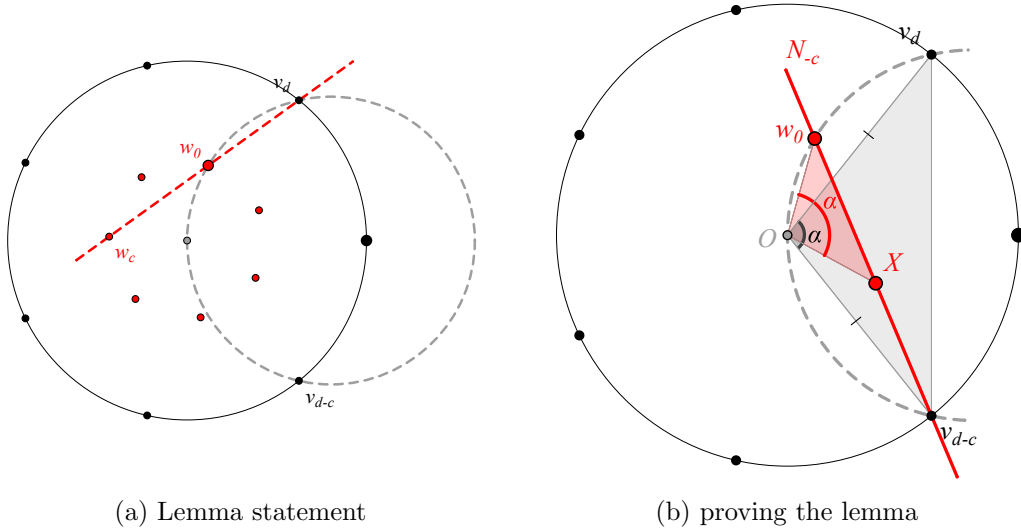 v_d
w_0
w_c
v_{d-c}
(a) Lemma statement
v_d
N_{-c}
w_0
α
O
α
X
v_{d-c}
(b) proving the lemma